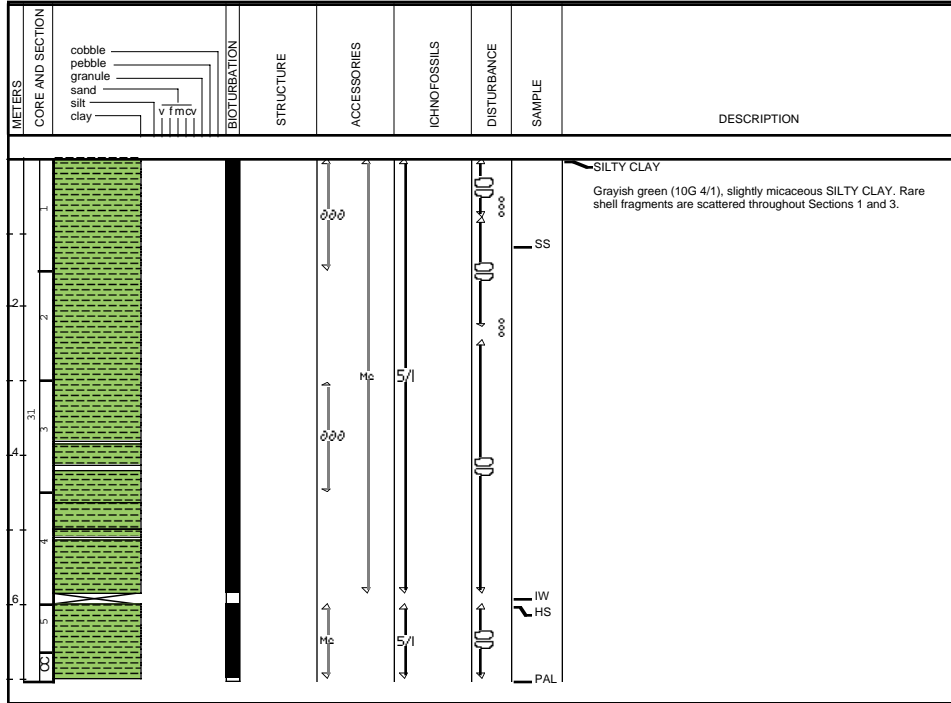 METERS
CORE AND SECTION
cobble
pebble
granule
sand
silt
clay
v f m c v
BIOTURBATION
STRUCTURE
ACCESSORIES
ICHNOFOSSILS
DISTURBANCE
SAMPLE
DESCRIPTION
SILTY CLAY
Grayish green (10G 4/1), slightly micaceous SILTY CLAY. Rare
shell fragments are scattered throughout Sections 1 and 3.
1
SS
2
2
Mc
5/I
31
3
4
4
6
IW
HS
5
Mc
5/I
CC
PAL